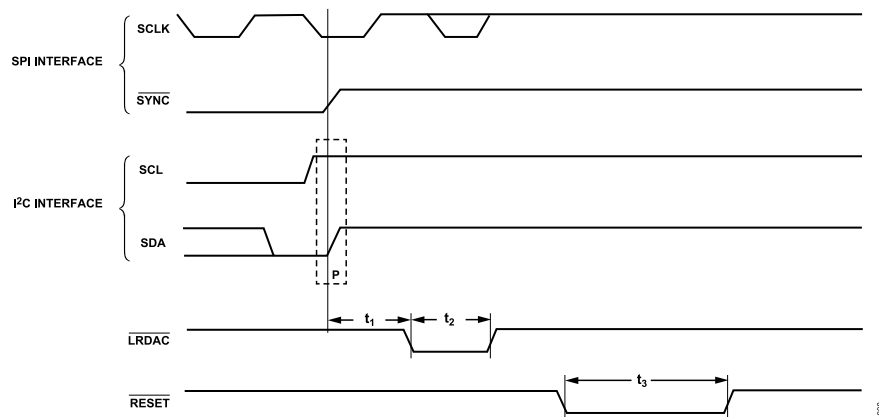 SCLK
SPI INTERFACE
SYNC
SCL
I²C INTERFACE
SDA
P
t1
t2
LRDAC
t3
RESET